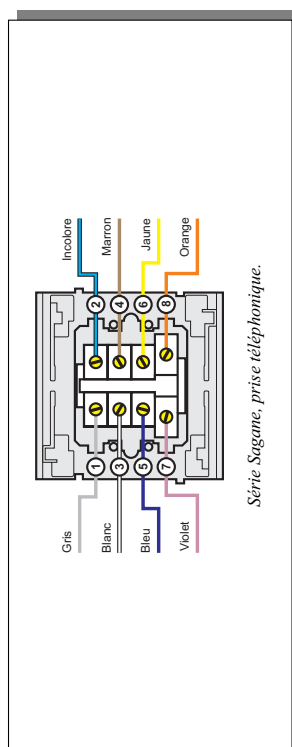 Incolore
Marron
Jaune
Orange
2
4
6
8
1
3
5
7
Gris
Blanc
Bleu
Violet
Série Sagane, prise téléphonique.